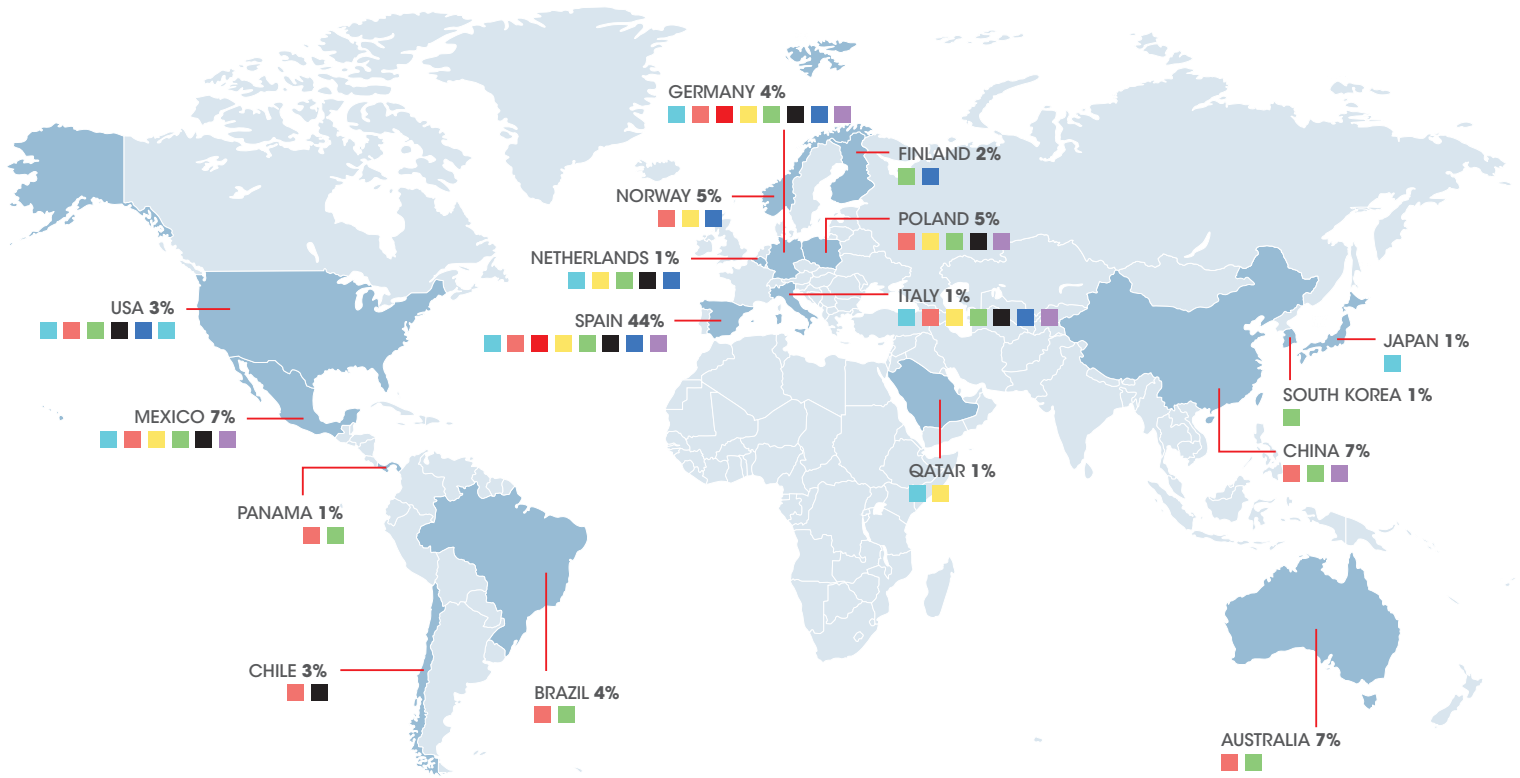 GERMANY 4%
FINLAND 2%
NORWAY 5%
POLAND 5%
NETHERLANDS 1%
ITALY 1%
USA 3%
SPAIN 44%
JAPAN 1%
SOUTH KOREA 1%
MEXICO 7%
CHINA 7%
QATAR 1%
PANAMA 1%
CHILE 3%
BRAZIL 4%
AUSTRALIA 7%